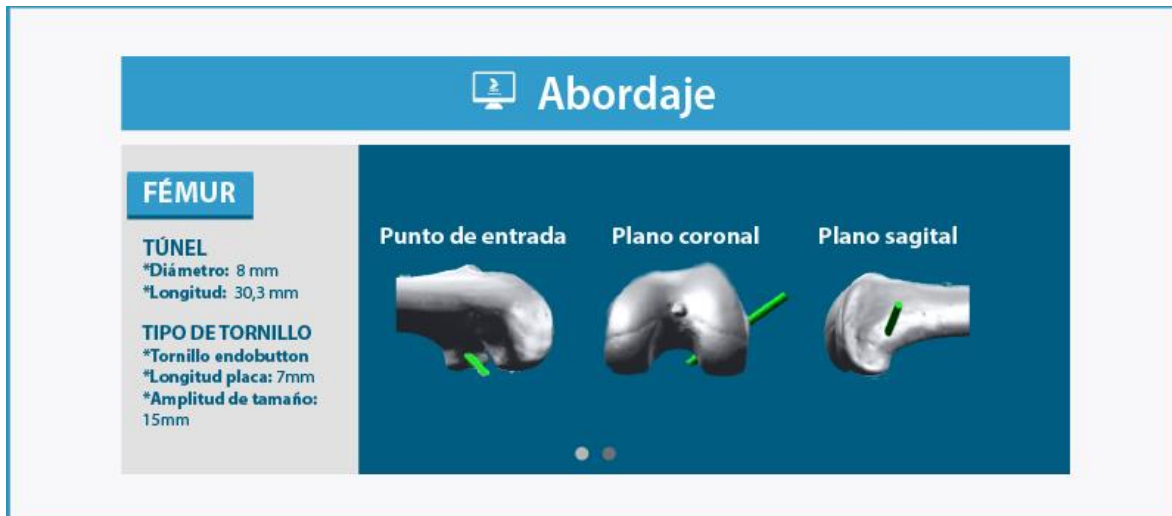 Abordaje
FÉMUR
TÚNEL
*Diámetro: 8 mm
*Longitud: 30,3 mm
TIPO DE TORNILLO
*Tornillo endobutton
*Longitud placa: 7mm
*Amplitud de tamaño:
15mm
Punto de entrada
Plano coronal
Plano sagital